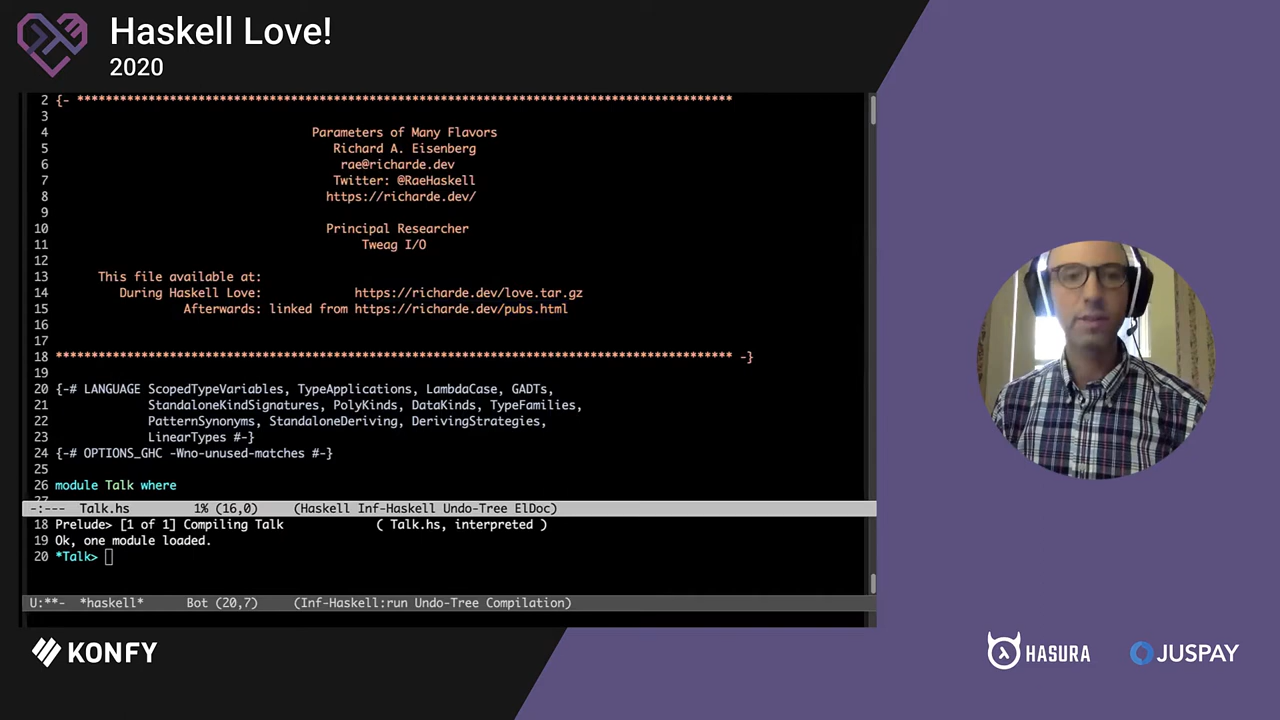 Haskell Love!
2020
2 {- ********************************************************************************************
3
4 Parameters of Many Flavors
5 Richard A. Eisenberg
6 rae@richarde.dev
7 Twitter: @RaeHaskell
8 https://richarde.dev/
9
10 Principal Researcher
11 Tweag I/O
12
13 This file available at:
14 During Haskell Love: https://richarde.dev/love.tar.gz
15 Afterwards: linked from https://richarde.dev/pubs.html
16
17
18 *********************************************************************************************** -}
19
20 {-# LANGUAGE ScopedTypeVariables, TypeApplications, LambdaCase, GADTs,
21 StandaloneKindSignatures, PolyKinds, DataKinds, TypeFamilies,
22 PatternSynonyms, StandaloneDeriving, DerivingStrategies,
23 LinearTypes #-}
24 {-# OPTIONS_GHC -Wno-unused-matches #-}
25
26 module Talk where
-:--- Talk.hs 1% (16,0) (Haskell Inf-Haskell Undo-Tree ElDoc)
18 Prelude> [1 of 1] Compiling Talk ( Talk.hs, interpreted )
19 Ok, one module loaded.
20 *Talk>
U:**- *haskell* Bot (20,7) (Inf-Haskell:run Undo-Tree Compilation)
KONFY
HASURA
JUSPAY